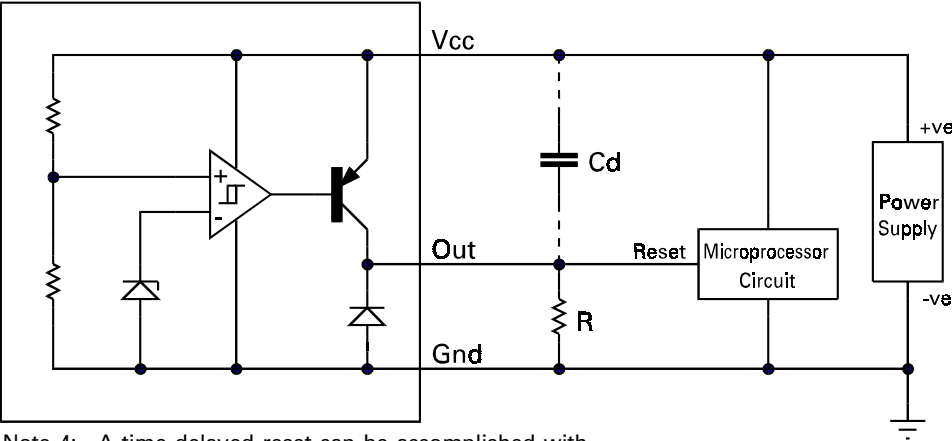 Vcc
+ve
+
-
Cd
Power
Supply
Out
Reset
Microprocessor
Circuit
-ve
R
Gnd
Note 4: A time delayed reset can be accomplished with